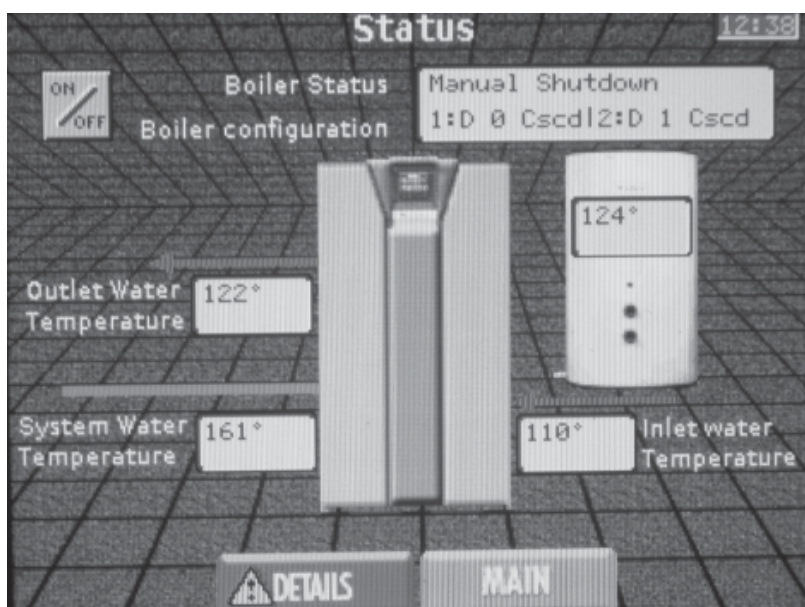 Status
12:38
ON
OFF
Boiler Status
Manual Shutdown
Boiler configuration
1:D 0 Cscd|2:D 1 Cscd
124°
Outlet Water
Temperature
122°
System Water
Temperature
161°
110°
Inlet water
Temperature
DETAILS
MAIN